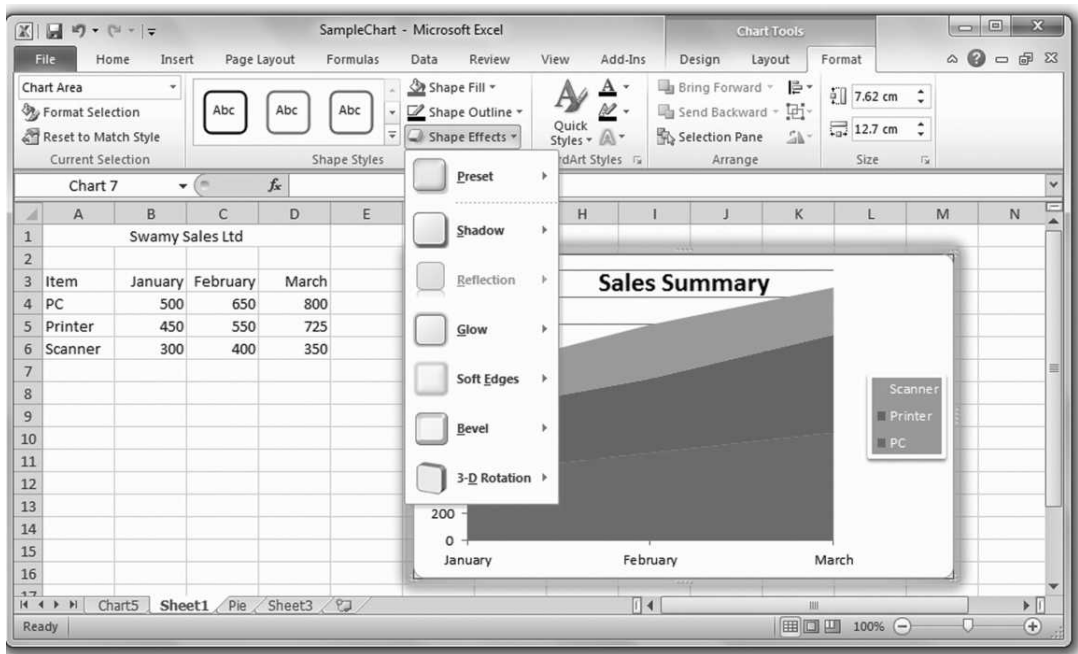 SampleChart - Microsoft Excel
Chart Tools
File Home Insert Page Layout Formulas Data Review View Add-Ins Design Layout Format
Chart Area
Format Selection
Reset to Match Style
Current Selection
Abc Abc Abc
Shape Styles
Shape Fill
Shape Outline
Shape Effects
Quick
Styles
rdArt Styles
Bring Forward
Send Backward
Selection Pane
Arrange
7.62 cm
12.7 cm
Size
Chart 7
fx
Preset
Shadow
Reflection
Glow
Soft Edges
Bevel
3-D Rotation
A B C D E H I J K L M N
1 Swamy Sales Ltd
2
3 Item January February March
4 PC 500 650 800
5 Printer 450 550 725
6 Scanner 300 400 350
7
8
9
10
11
12
13
14
15
16
17
Sales Summary
Scanner
Printer
PC
200
0
January February March
Chart5 Sheet1 Pie Sheet3
Ready
100%